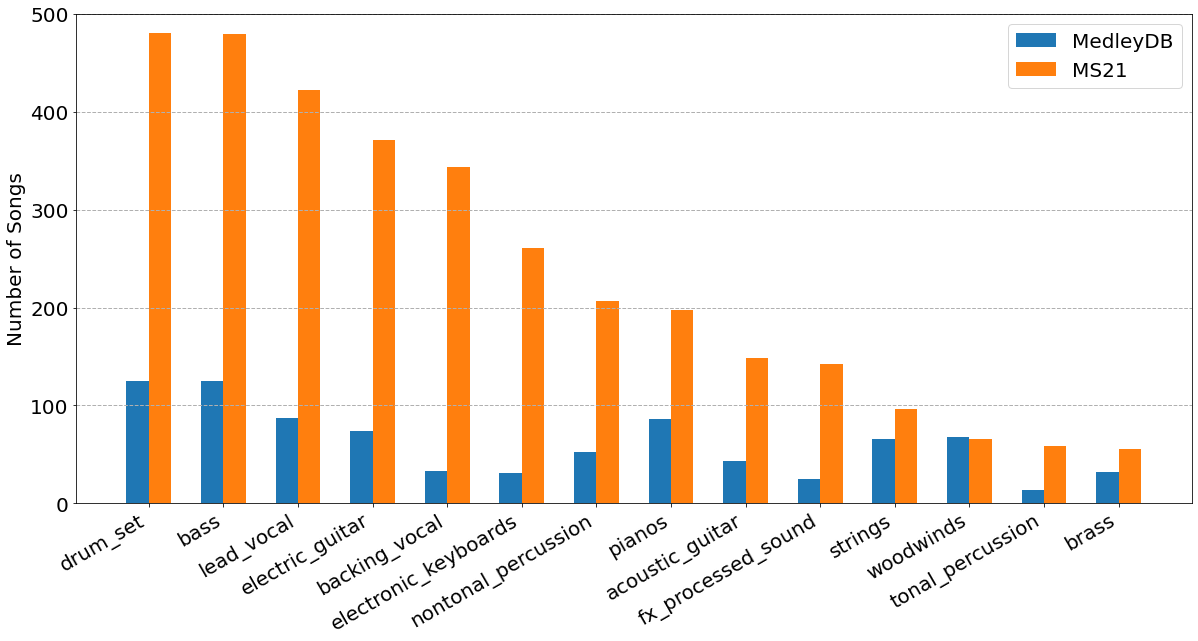 500
400
300
200
100
0
Number of Songs
MedleyDB
MS21
drum_set
bass
lead_vocal
electric_guitar
backing_vocal
electronic_keyboards
nontonal_percussion
pianos
acoustic_guitar
fx_processed_sound
strings
woodwinds
tonal_percussion
brass